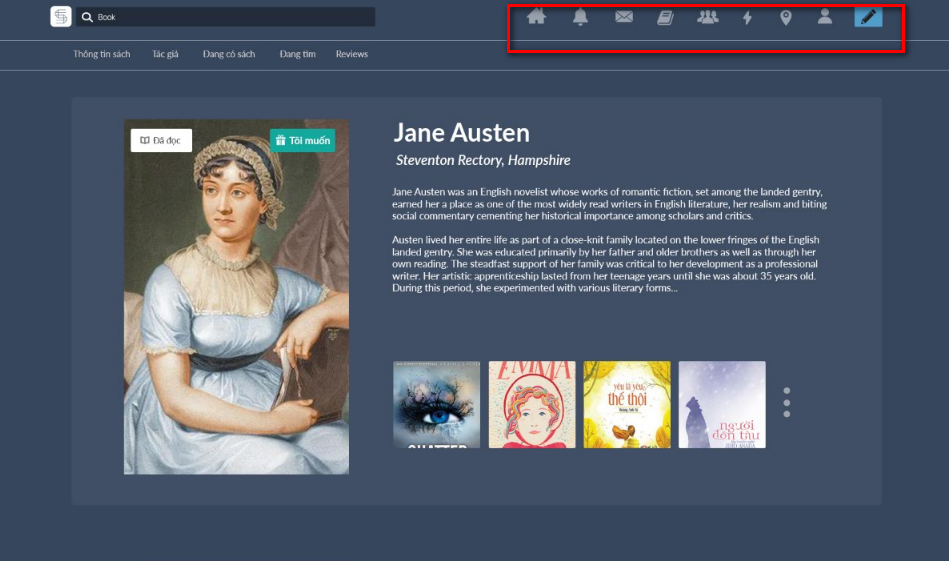 Book
Thông tin sách Tác giả Đang có sách Đang tìm Reviews
Đã đọc
Tôi muốn
Jane Austen
Steventon Rectory, Hampshire
Jane Austen was an English novelist whose works of romantic fiction, set among the landed gentry,
earned her a place as one of the most widely read writers in English literature, her realism and biting
social commentary cementing her historical importance among scholars and critics.
Austen lived her entire life as part of a close-knit family located on the lower fringes of the English
landed gentry. She was educated primarily by her father and older brothers as well as through her
own reading. The steadfast support of her family was critical to her development as a professional
writer. Her artistic apprenticeship lasted from her teenage years until she was about 35 years old.
During this period, she experimented with various literary forms...
EMMA
yêu là yêu
thế thôi
người
đón tàu